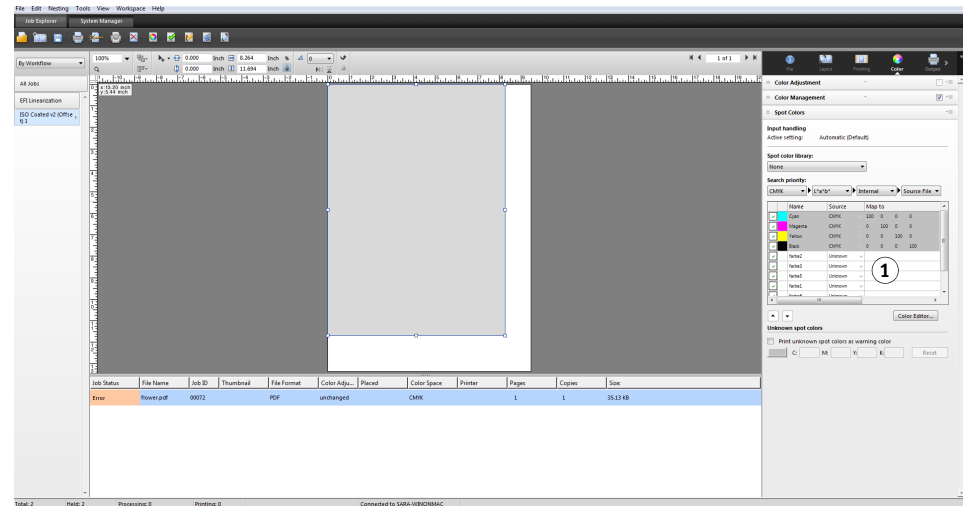 File Edit Nesting Tools View Workspace Help
Job Explorer System Manager
By Workflow
100% 0.000 Inch 8.264 Inch 0 1 of 1
0.000 Inch 11.694 Inch
File Layout Finishing Color Output
All Jobs
EFI Linearization
ISO Coated v2 (Offse
t) 1
x:13.20 inch
y:5.44 inch
Color Adjustment
Color Management
Spot Colors
Input handling
Active setting: Automatic (Default)
Spot color library:
None
Search priority:
CMYK L*a*b* Internal Source File
Name Source Map to
Cyan CMYK 100 0 0 0
Magenta CMYK 0 100 0 0
Yellow CMYK 0 0 100 0
Black CMYK 0 0 0 100
farbe2 Unknown
farbe3 Unknown
farbe5 Unknown
farbe1 Unknown
1
Color Editor...
Unknown spot colors
Print unknown spot colors as warning color
C: M: Y: K: Reset
Job Status File Name Job ID Thumbnail File Format Color Adju... Placed Color Space Printer Pages Copies Size:
Error flower.pdf 00072 PDF unchanged CMYK 1 1 35.13 KB
Total: 2 Held: 2 Processing: 0 Printing: 0 Connected to SARA-WINONMAC